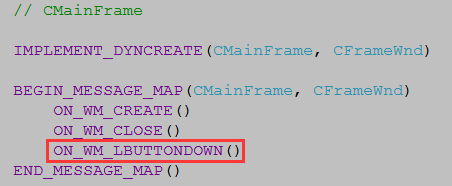 // CMainFrame
IMPLEMENT_DYNCREATE(CMainFrame, CFrameWnd)
BEGIN_MESSAGE_MAP(CMainFrame, CFrameWnd)
ON_WM_CREATE()
ON_WM_CLOSE()
ON_WM_LBUTTONDOWN()
END_MESSAGE_MAP()